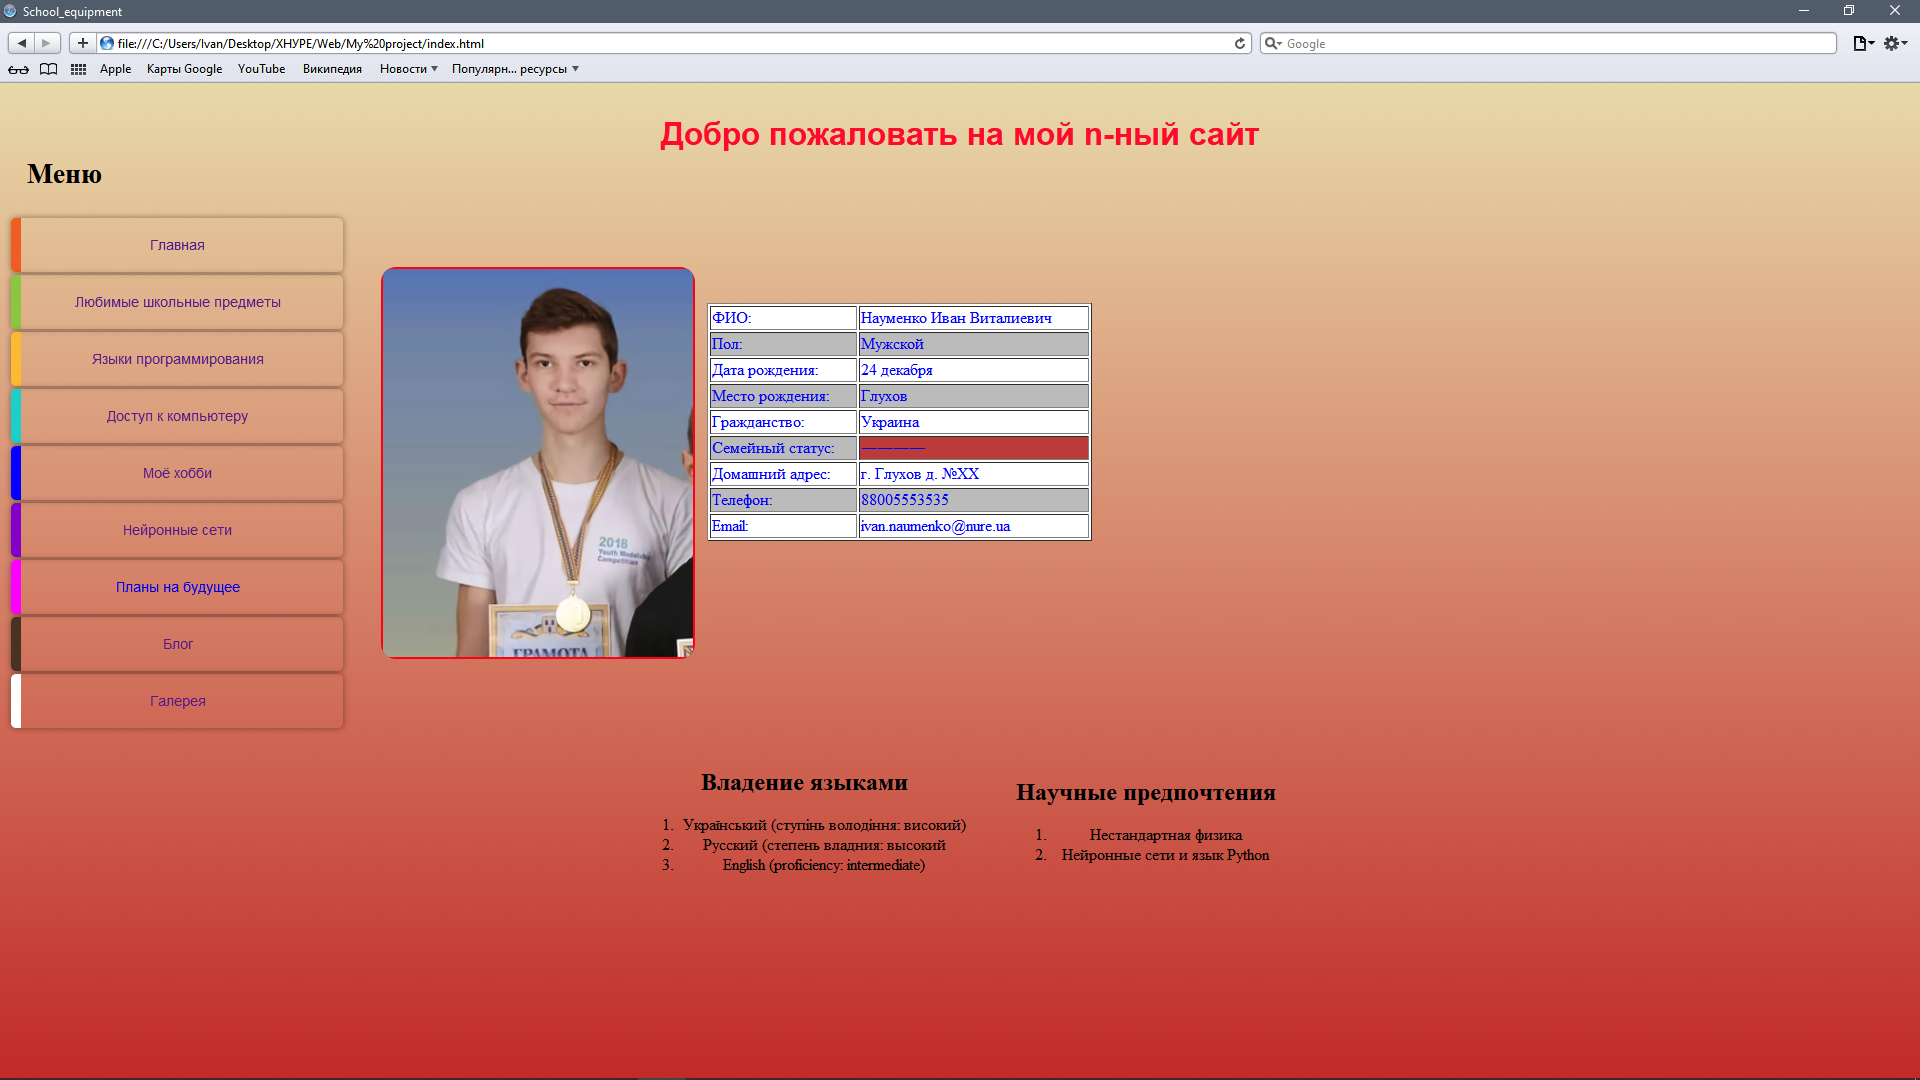 School_equipment
file:///C:/Users/Ivan/Desktop/ХНУРЕ/Web/My%20project/index.html
Google
Apple Карты Google YouTube Википедия Новости Популярн... ресурсы
Добро пожаловать на мой n-ный сайт
Меню
Главная
Любимые школьные предметы
Языки программирования
Доступ к компьютеру
Моё хобби
Нейронные сети
Планы на будущее
Блог
Галерея
2018
Youth Modelship
Competition
ГРАМОТА
ФИО: Науменко Иван Виталиевич
Пол: Мужской
Дата рождения: 24 декабря
Место рождения: Глухов
Гражданство: Украина
Семейный статус: ————
Домашний адрес: г. Глухов д. №XX
Телефон: 88005553535
Email: ivan.naumenko@nure.ua
Владение языками
1. Український (ступінь володіння: високий)
2. Русский (степень владния: высокий
3. English (proficiency: intermediate)
Научные предпочтения
1. Нестандартная физика
2. Нейронные сети и язык Python